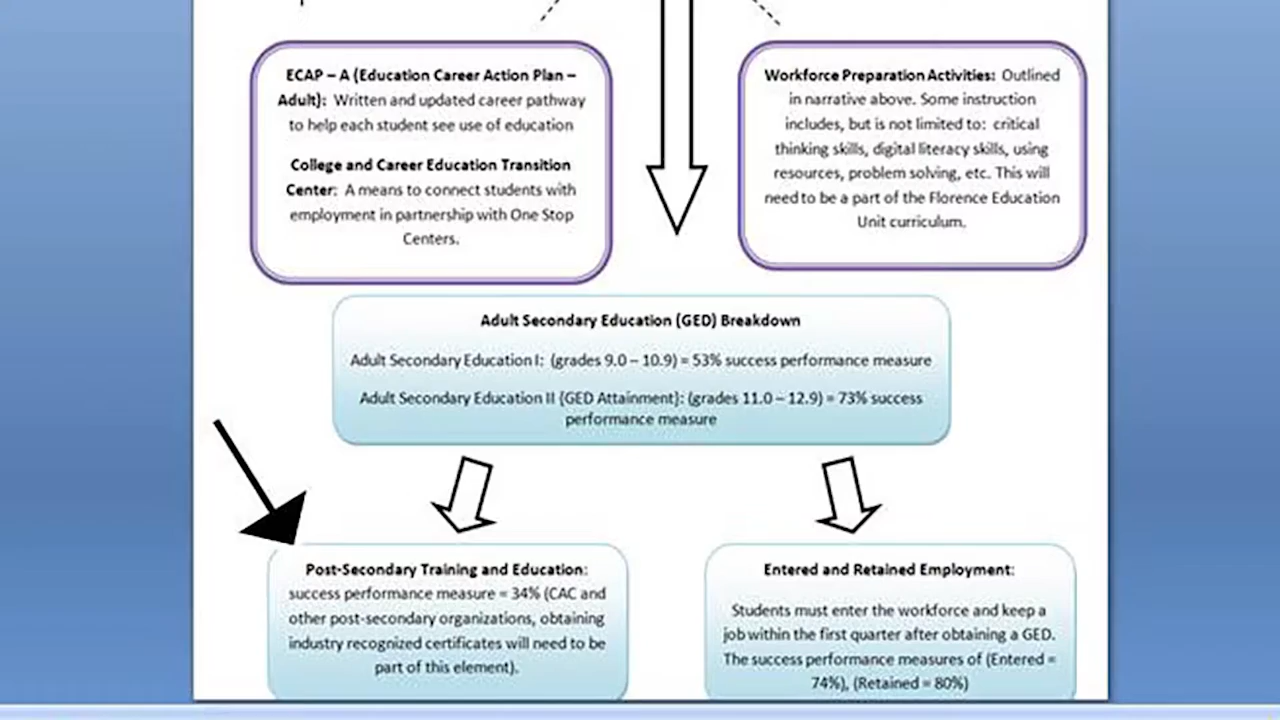 ECAP – A (Education Career Action Plan –
Adult): Written and updated career pathway
to help each student see use of education
College and Career Education Transition
Center: A means to connect students with
employment in partnership with One Stop
Centers.
Workforce Preparation Activities: Outlined
in narrative above. Some instruction
includes, but is not limited to: critical
thinking skills, digital literacy skills, using
resources, problem solving, etc. This will
need to be a part of the Florence Education
Unit curriculum.
Adult Secondary Education (GED) Breakdown
Adult Secondary Education I: (grades 9.0 – 10.9) = 53% success performance measure
Adult Secondary Education II (GED Attainment): (grades 11.0 – 12.9) = 73% success
performance measure
Post-Secondary Training and Education:
success performance measure = 34% (CAC and
other post-secondary organizations, obtaining
industry recognized certificates will need to be
part of this element).
Entered and Retained Employment:
Students must enter the workforce and keep a
job within the first quarter after obtaining a GED.
The success performance measures of (Entered =
74%), (Retained = 80%)